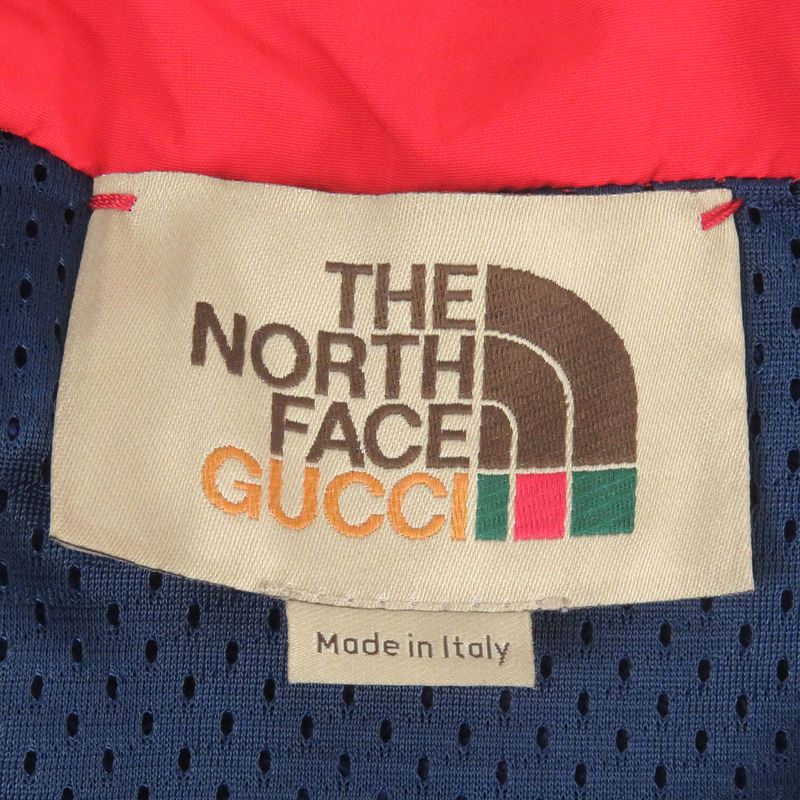 THE
NORTH
FACE
GUCCI
Made in Italy